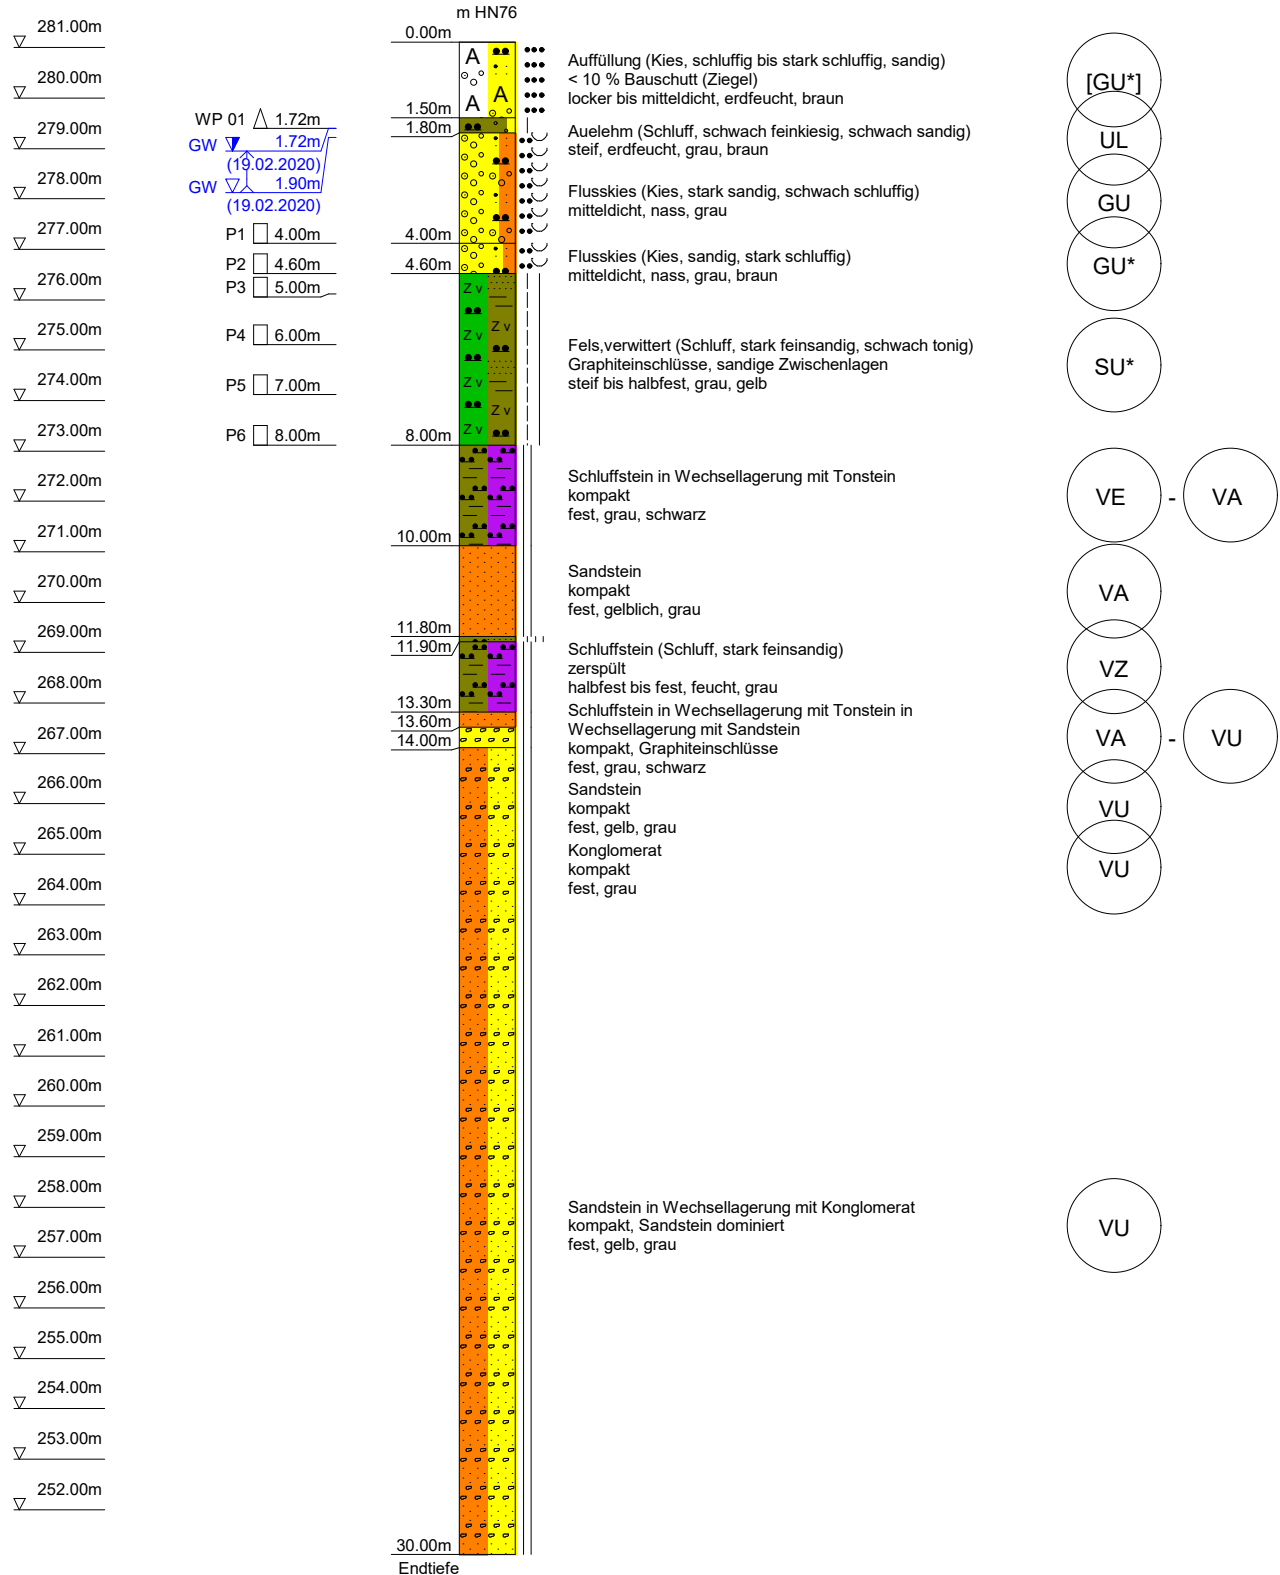 m HN76
281.00m
280.00m
279.00m
278.00m
277.00m
276.00m
275.00m
274.00m
273.00m
272.00m
271.00m
270.00m
269.00m
268.00m
267.00m
266.00m
265.00m
264.00m
263.00m
262.00m
261.00m
260.00m
259.00m
258.00m
257.00m
256.00m
255.00m
254.00m
253.00m
252.00m
WP 01 1.72m
GW 1.72m
(19.02.2020)
GW 1.90m
(19.02.2020)
P1 4.00m
P2 4.60m
P3 5.00m
P4 6.00m
P5 7.00m
P6 8.00m
0.00m
1.50m
1.80m
4.00m
4.60m
8.00m
10.00m
11.80m
11.90m
13.30m
13.60m
14.00m
30.00m
Endtiefe
A
A A
Z v
Z v
Z v
Z v
Z v
Z v
Auffüllung (Kies, schluffig bis stark schluffig, sandig)
< 10 % Bauschutt (Ziegel)
locker bis mitteldicht, erdfeucht, braun
Auelehm (Schluff, schwach feinkiesig, schwach sandig)
steif, erdfeucht, grau, braun
Flusskies (Kies, stark sandig, schwach schluffig)
mitteldicht, nass, grau
Flusskies (Kies, sandig, stark schluffig)
mitteldicht, nass, grau, braun
Fels,verwittert (Schluff, stark feinsandig, schwach tonig)
Graphiteinschlüsse, sandige Zwischenlagen
steif bis halbfest, grau, gelb
Schluffstein in Wechsellagerung mit Tonstein
kompakt
fest, grau, schwarz
Sandstein
kompakt
fest, gelblich, grau
Schluffstein (Schluff, stark feinsandig)
zerspült
halbfest bis fest, feucht, grau
Schluffstein in Wechsellagerung mit Tonstein in
Wechsellagerung mit Sandstein
kompakt, Graphiteinschlüsse
fest, grau, schwarz
Sandstein
kompakt
fest, gelb, grau
Konglomerat
kompakt
fest, grau
Sandstein in Wechsellagerung mit Konglomerat
kompakt, Sandstein dominiert
fest, gelb, grau
[GU*]
UL
GU
GU*
SU*
VE - VA
VA
VZ
VA - VU
VU
VU
VU